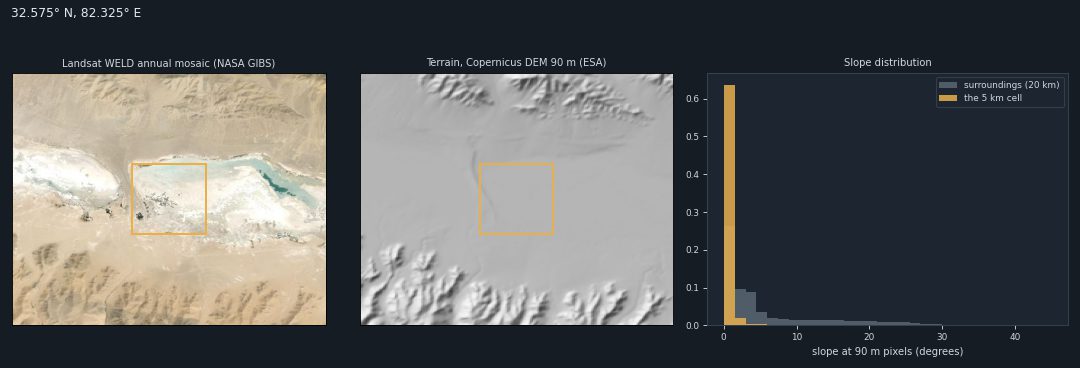 32.575° N, 82.325° E
Landsat WELD annual mosaic (NASA GIBS)
Terrain, Copernicus DEM 90 m (ESA)
Slope distribution
surroundings (20 km)
the 5 km cell
0.6
0.5
0.4
0.3
0.2
0.1
0.0
0 10 20 30 40
slope at 90 m pixels (degrees)